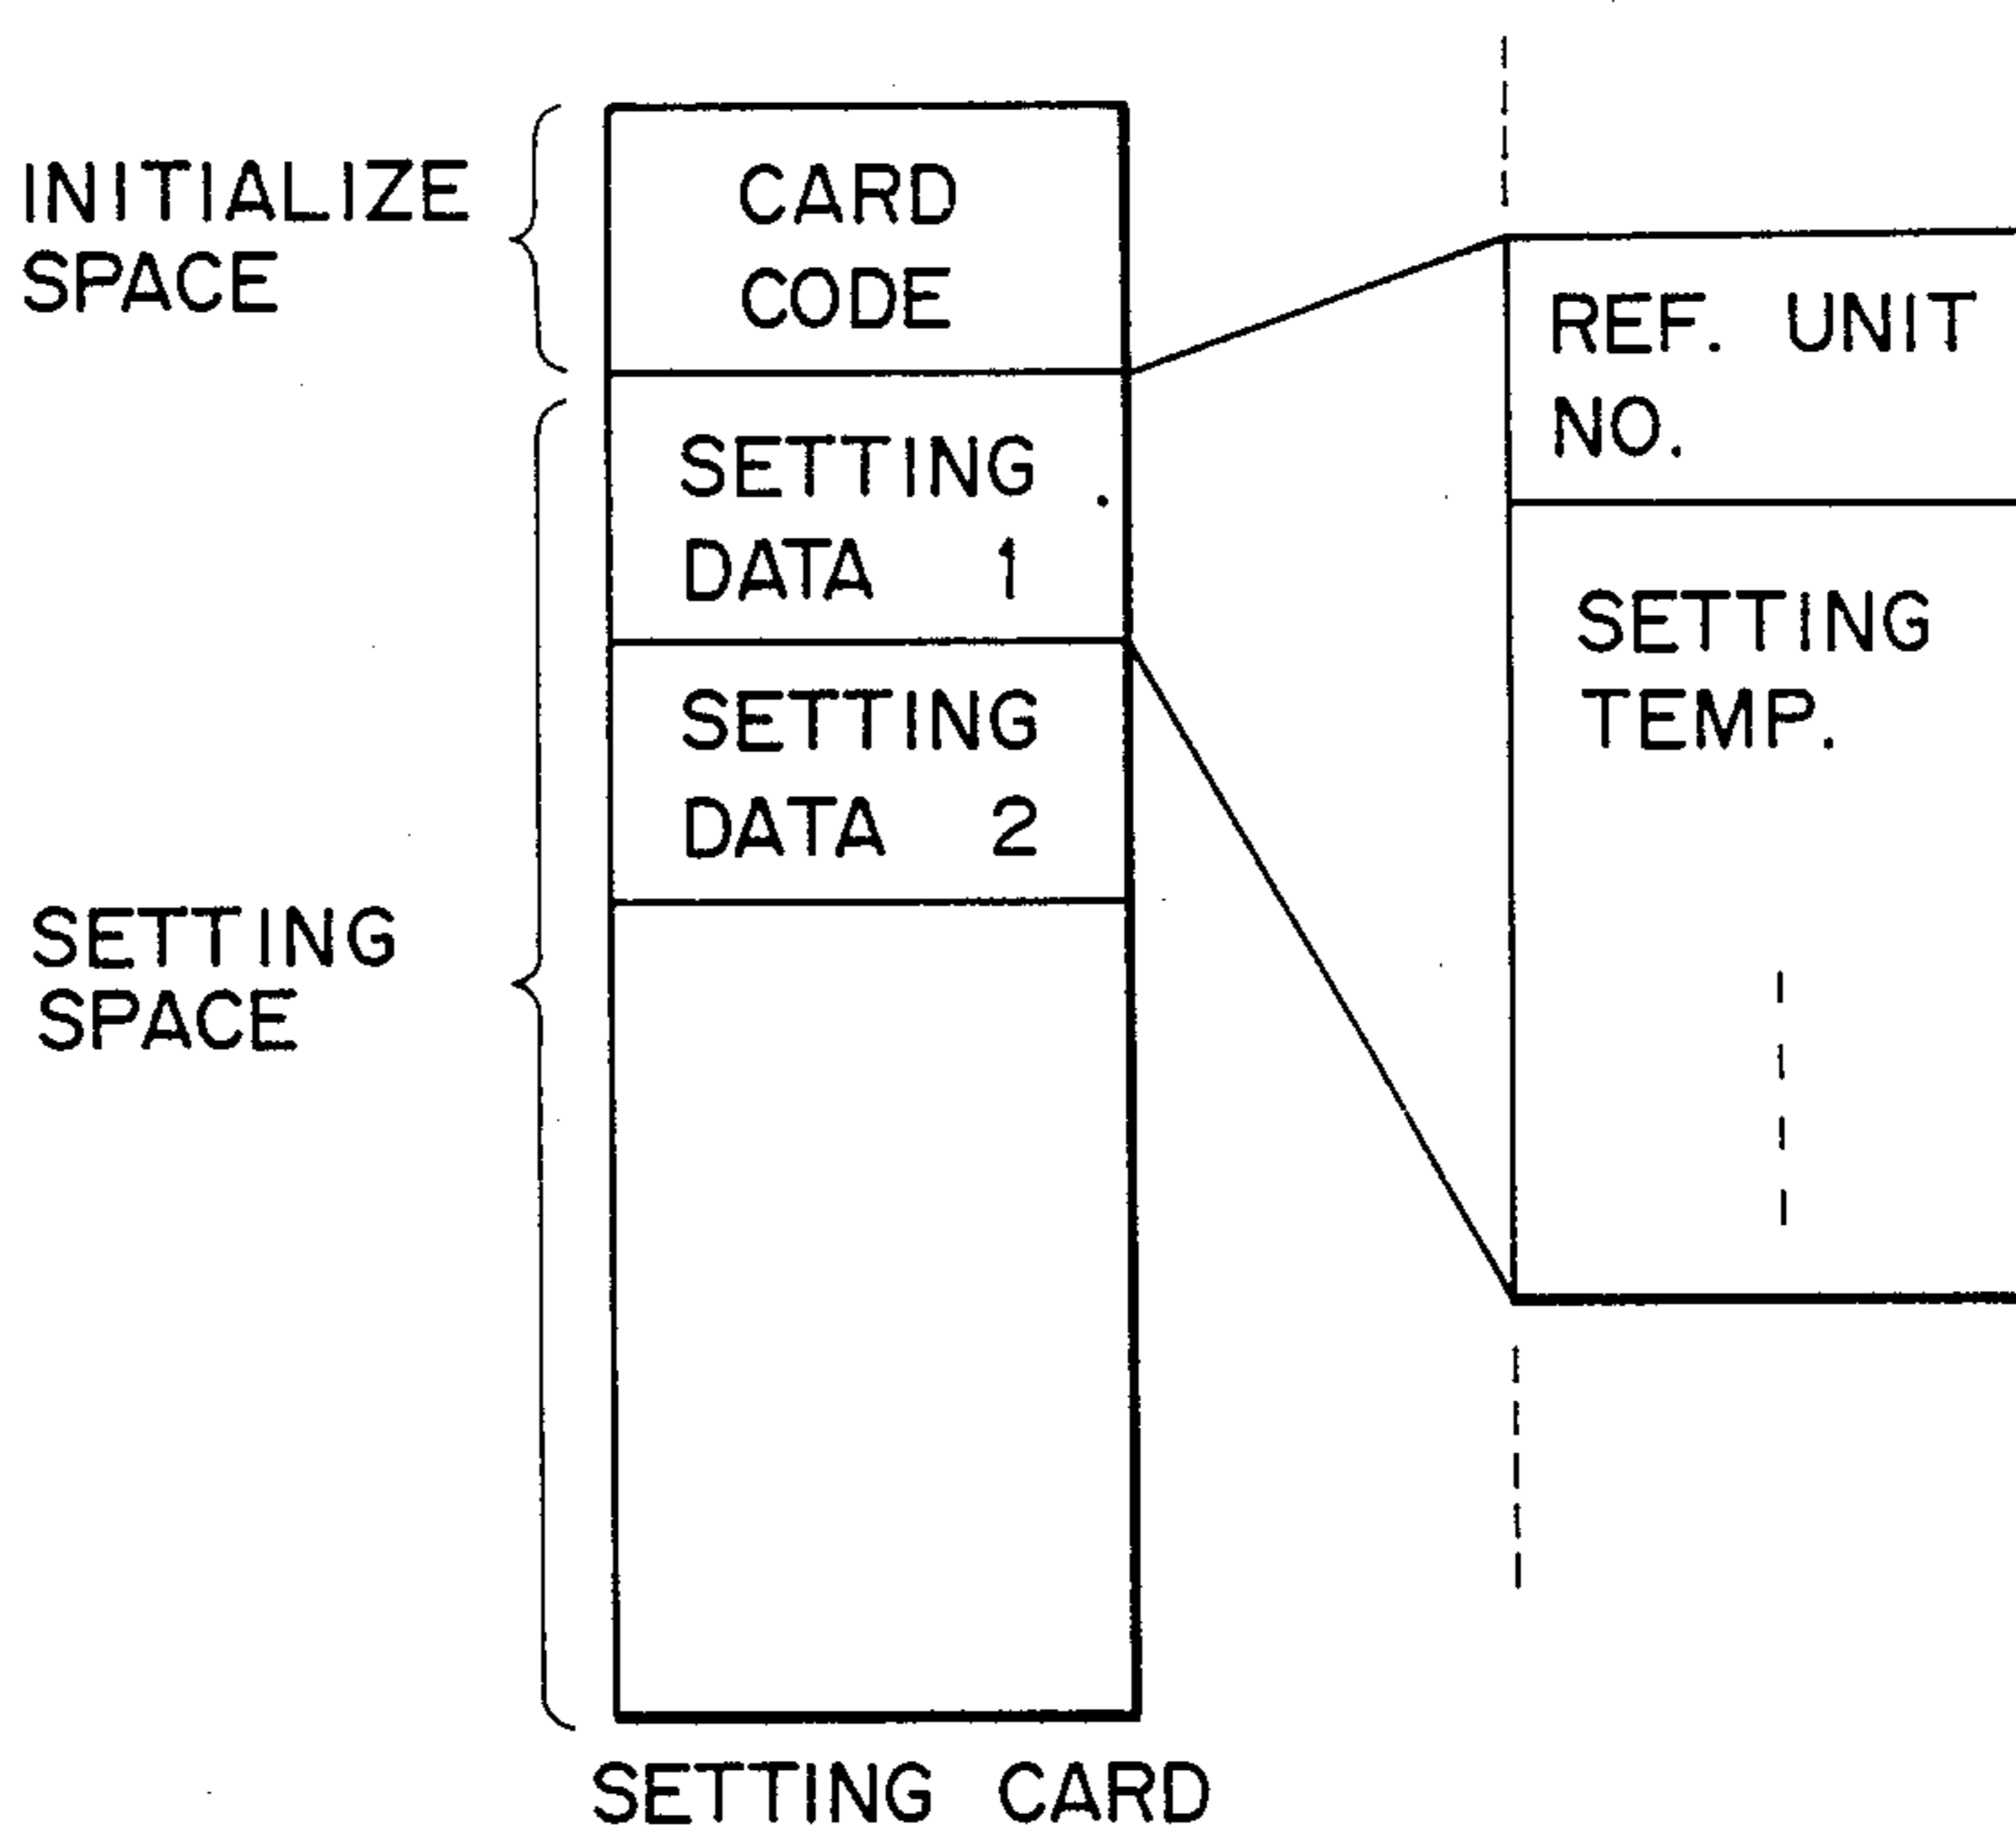 INITIALIZE
SPACE
CARD
CODE
SETTING
DATA 1
SETTING
DATA 2
SETTING
SPACE
REF. UNIT
NO.
SETTING
TEMP.
SETTING CARD